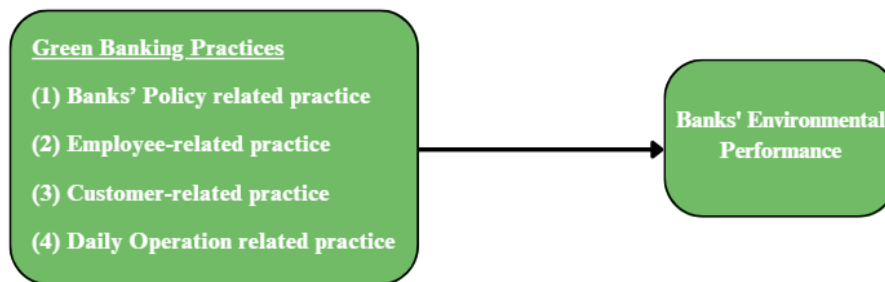 Green Banking Practices
(1) Banks’ Policy related practice
(2) Employee-related practice
(3) Customer-related practice
(4) Daily Operation related practice
Banks' Environmental
Performance